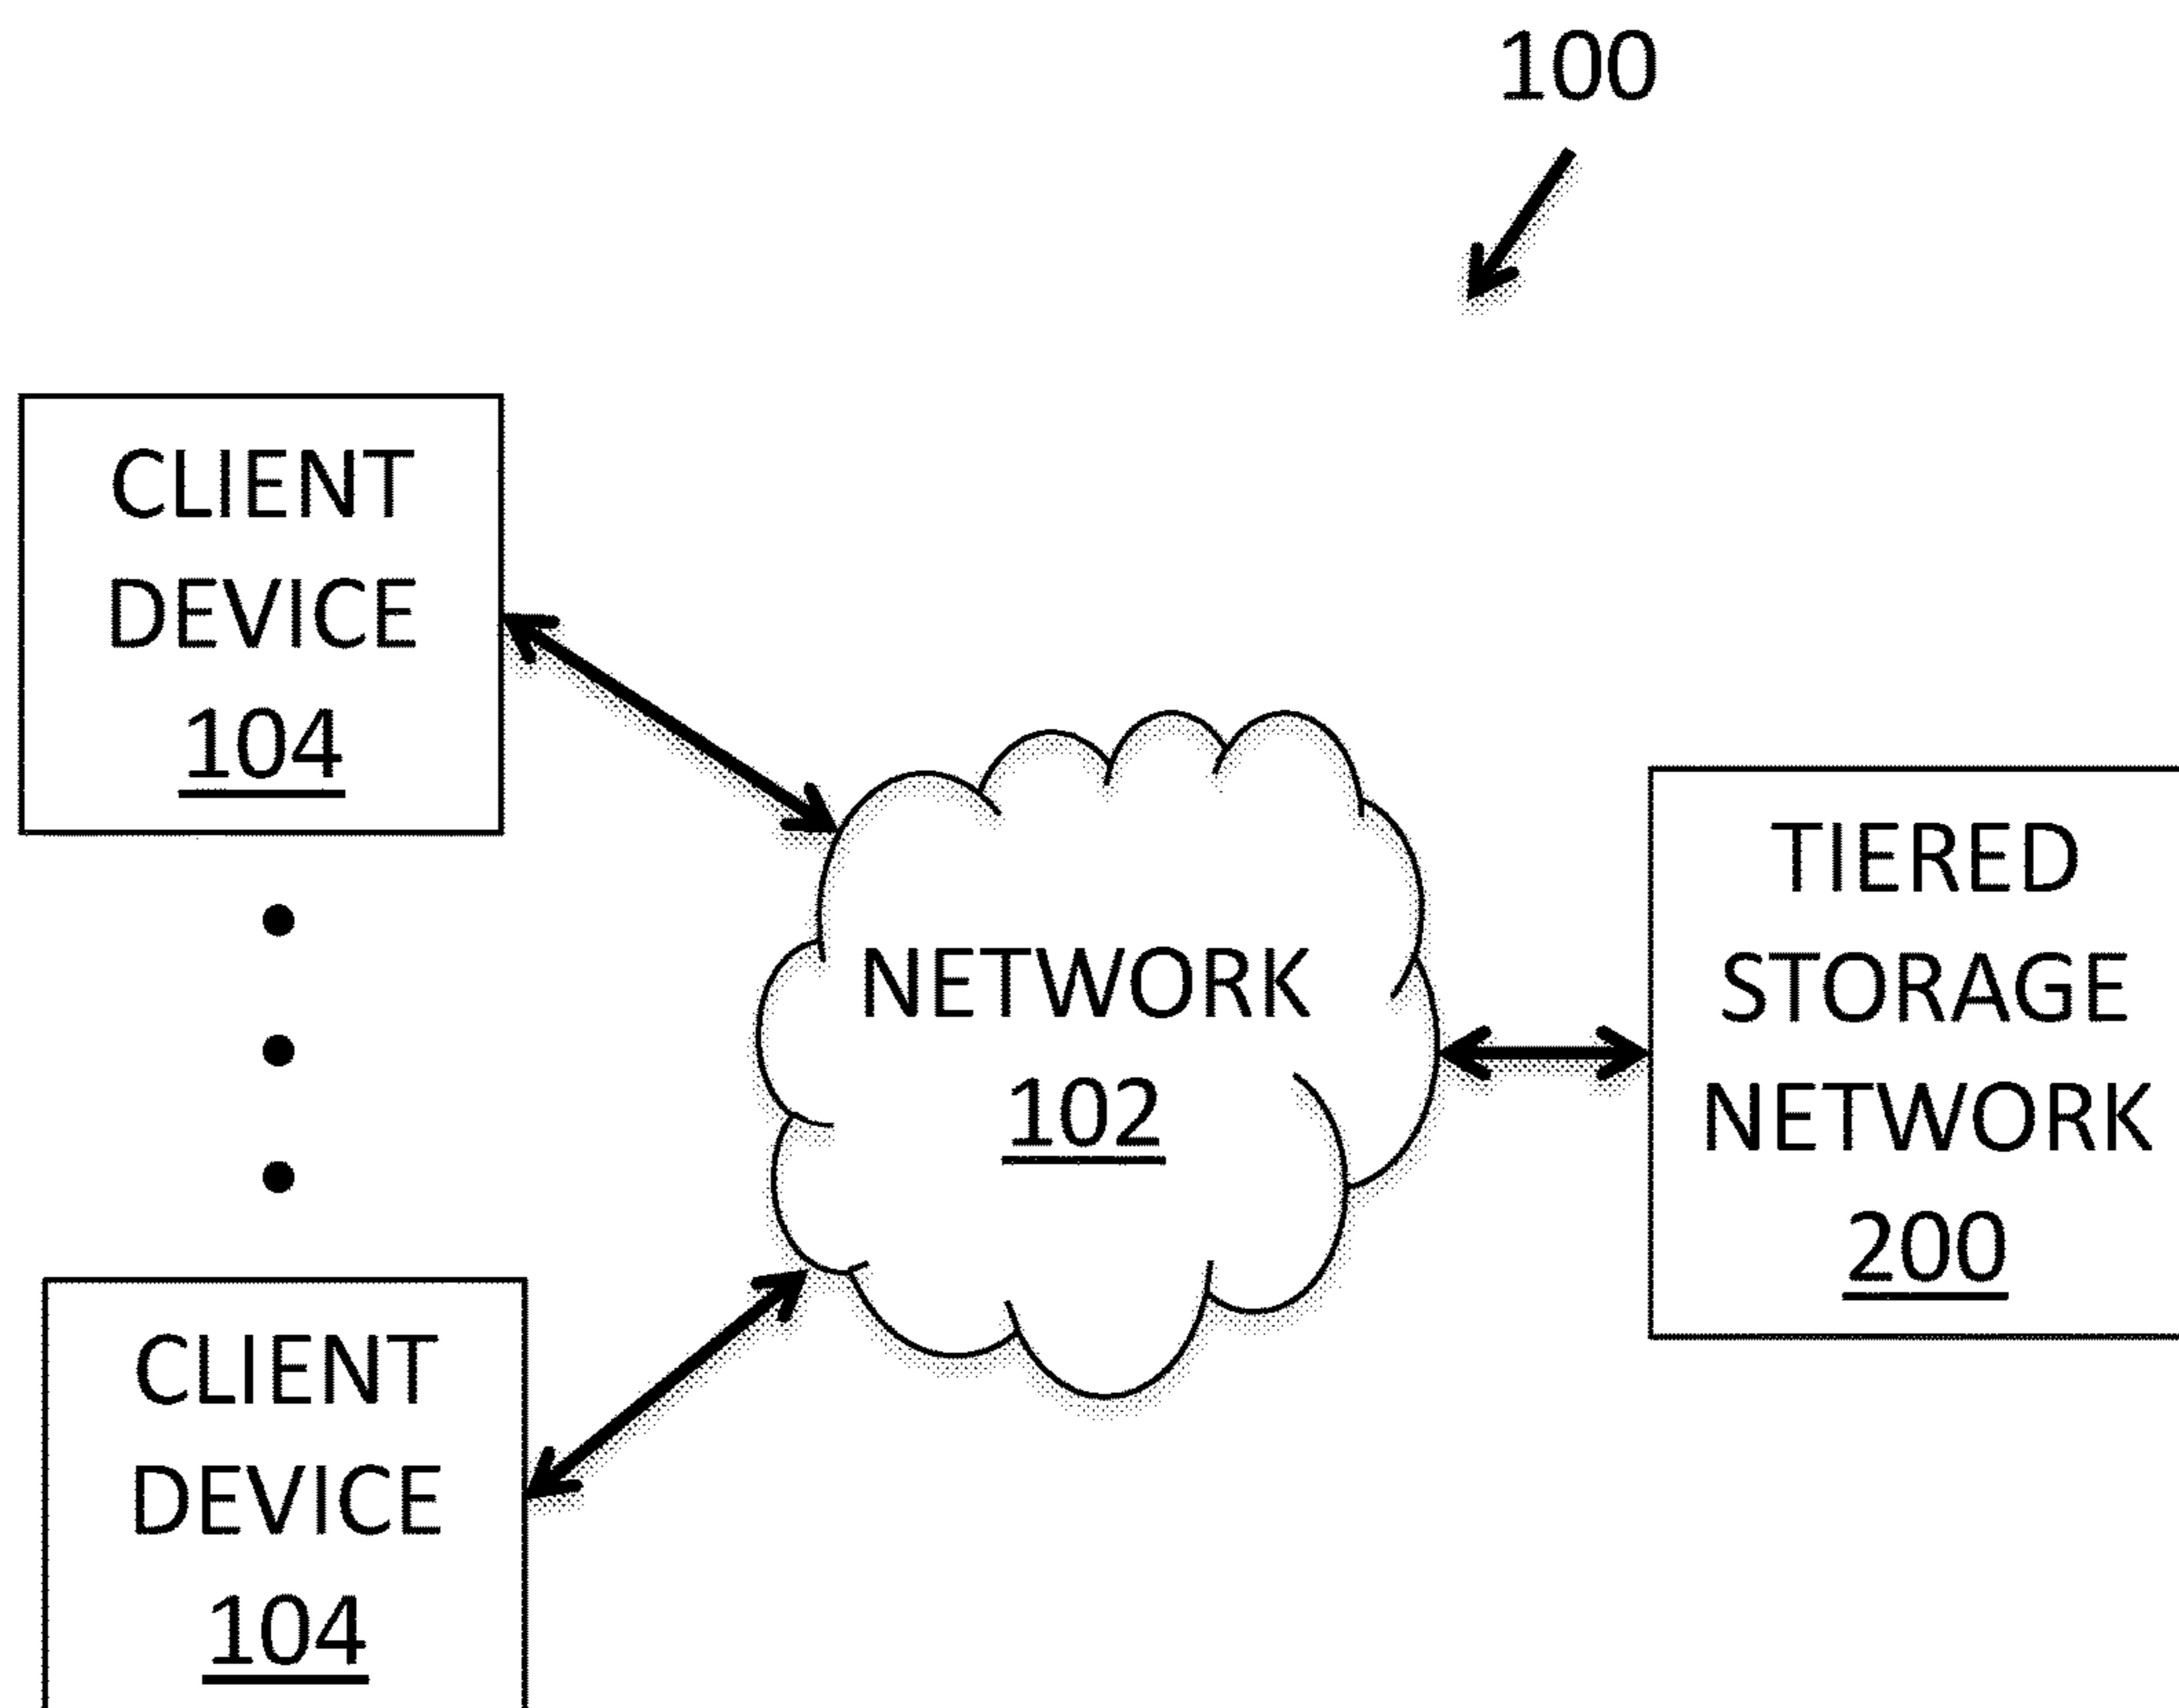 100
CLIENT
DEVICE
104
NETWORK
102
TIERED
STORAGE
NETWORK
200
CLIENT
DEVICE
104